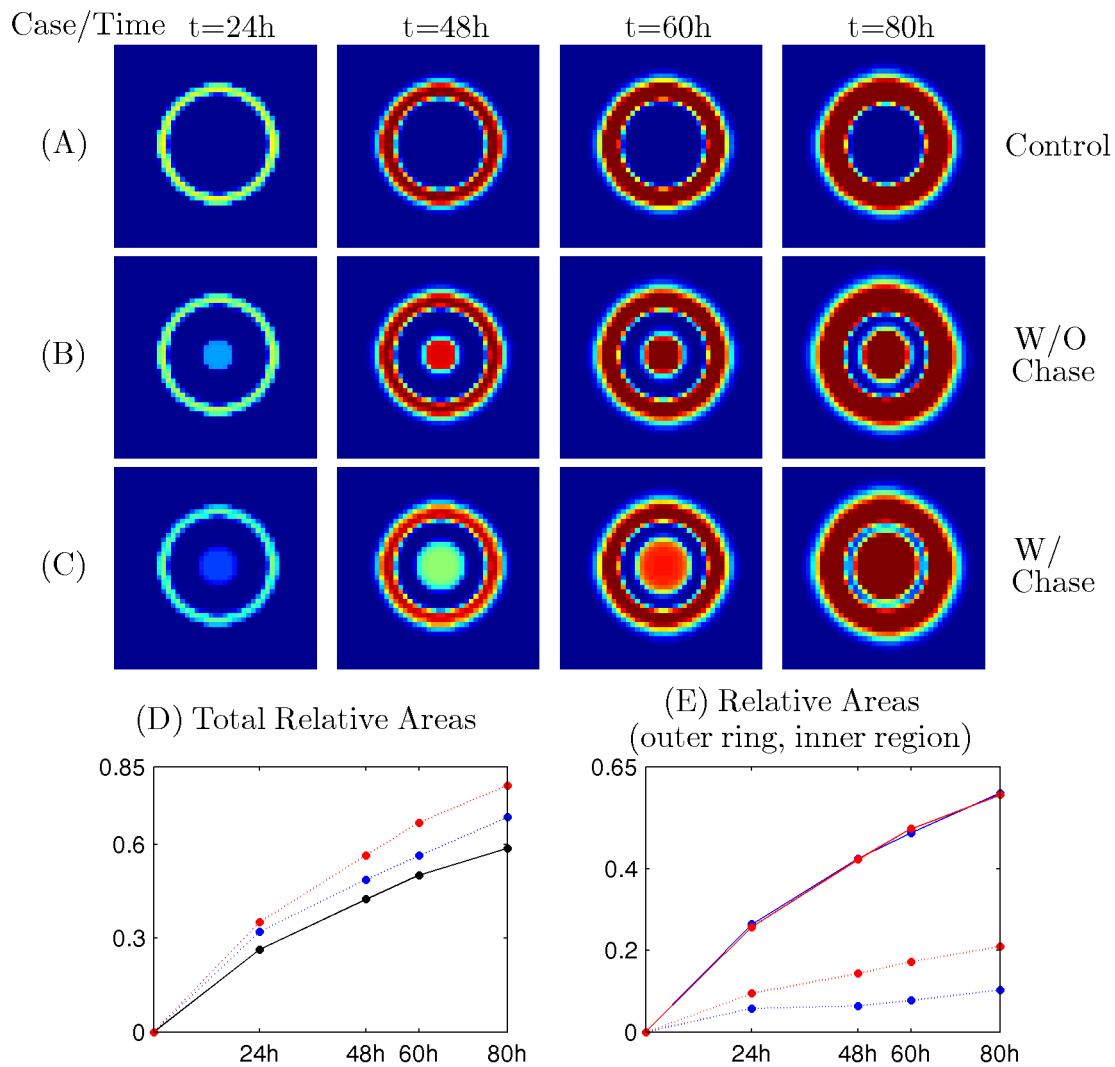 Case/Time t=24h t=48h t=60h t=80h
(A) Control
(B) W/O
Chase
(C) W/
Chase
(D) Total Relative Areas
(E) Relative Areas
(outer ring, inner region)
0.85
0.6
0.3
0
24h 48h 60h 80h
0.65
0.4
0.2
0
24h 48h 60h 80h